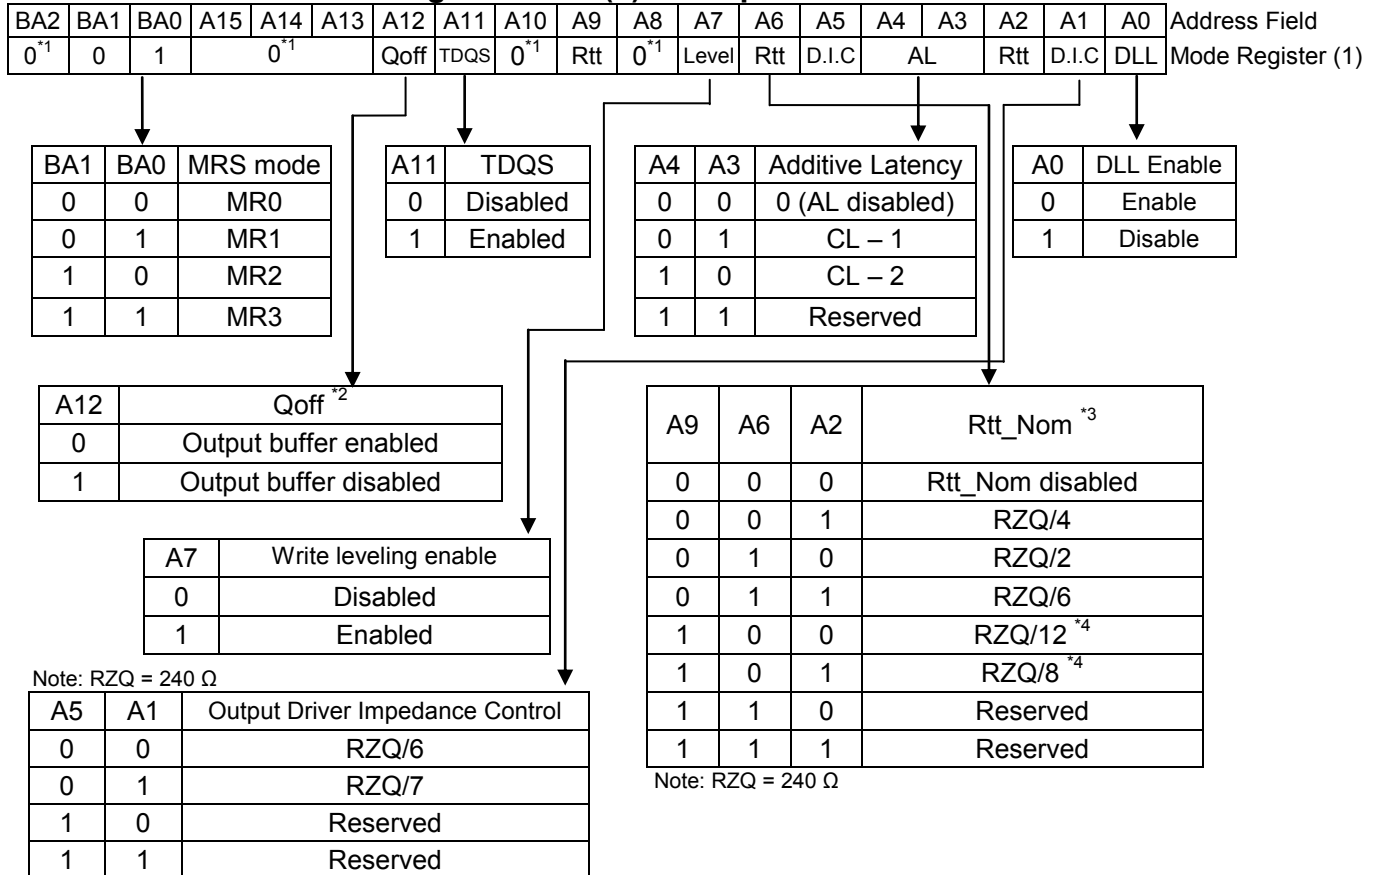 BA2 BA1 BA0 A15 A14 A13 A12 A11 A10 A9 A8 A7 A6 A5 A4 A3 A2 A1 A0 Address Field
0*1 0 1 0*1 Qoff TDQS 0*1 Rtt 0*1 Level Rtt D.I.C AL Rtt D.I.C DLL Mode Register (1)
BA1 BA0 MRS mode
0 0 MR0
0 1 MR1
1 0 MR2
1 1 MR3
A11 TDQS
0 Disabled
1 Enabled
A4 A3 Additive Latency
0 0 0 (AL disabled)
0 1 CL – 1
1 0 CL – 2
1 1 Reserved
A0 DLL Enable
0 Enable
1 Disable
A12 Qoff *2
0 Output buffer enabled
1 Output buffer disabled
A9 A6 A2 Rtt_Nom *3
0 0 0 Rtt_Nom disabled
0 0 1 RZQ/4
0 1 0 RZQ/2
0 1 1 RZQ/6
1 0 0 RZQ/12 *4
1 0 1 RZQ/8 *4
1 1 0 Reserved
1 1 1 Reserved
Note: RZQ = 240 Ω
A7 Write leveling enable
0 Disabled
1 Enabled
Note: RZQ = 240 Ω
A5 A1 Output Driver Impedance Control
0 0 RZQ/6
0 1 RZQ/7
1 0 Reserved
1 1 Reserved